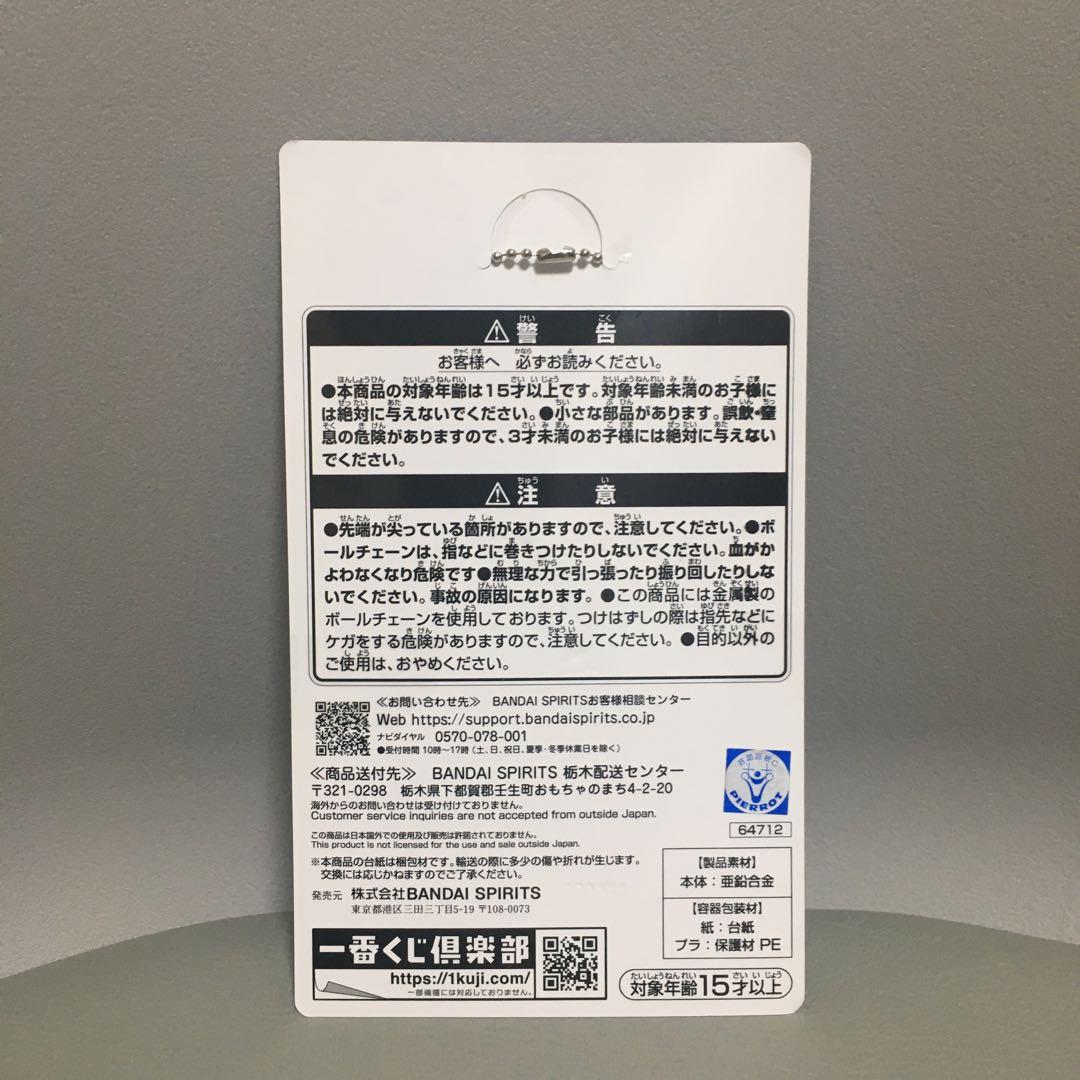 ⚠警告
お客様へ 必ずお読みください。
●本商品の対象年齢は15才以上です。対象年齢未満のお子様に
は絶対に与えないでください。●小さな部品があります。誤飲・窒
息の危険がありますので、3才未満のお子様には絶対に与えない
でください。
⚠注意
●先端が尖っている箇所がありますので、注意してください。●ボ
ールチェーンは、指などに巻きつけたりしないでください。血がか
よわなくなり危険です●無理な力で引っ張ったり振り回したりしな
いでください。事故の原因になります。●この商品には金属製の
ボールチェーンを使用しております。つけはずしの際は指先などに
ケガをする危険がありますので、注意してください。●目的以外の
ご使用は、おやめください。
≪お問い合わせ先≫ BANDAI SPIRITSお客様相談センター
Web https://support.bandaispirits.co.jp
ナビダイヤル 0570-078-001
●受付時間 10時~17時(土、日、祝日、夏季・冬季休業日を除く)
≪商品送付先≫ BANDAI SPIRITS 栃木配送センター
〒321-0298 栃木県下都賀郡壬生町おもちゃのまち4-2-20
海外からのお問い合わせは受け付けておりません。
Customer service inquiries are not accepted from outside Japan.
この商品は日本国外での使用及び販売は許諾されておりません。
This product is not licensed for the use and sale outside Japan.
※本商品の台紙は梱包材です。輸送の際に多少の傷や折れが生じます。
交換には応じかねますのでご了承ください。
発売元 株式会社BANDAI SPIRITS
東京都港区三田三丁目5-19 〒108-0073
一番くじ倶楽部
https://1kuji.com/
一部機種には対応しておりません。
PIERROT
64712
【製品素材】
本体:亜鉛合金
【容器包装材】
紙:台紙
プラ:保護材 PE
対象年齢15才以上